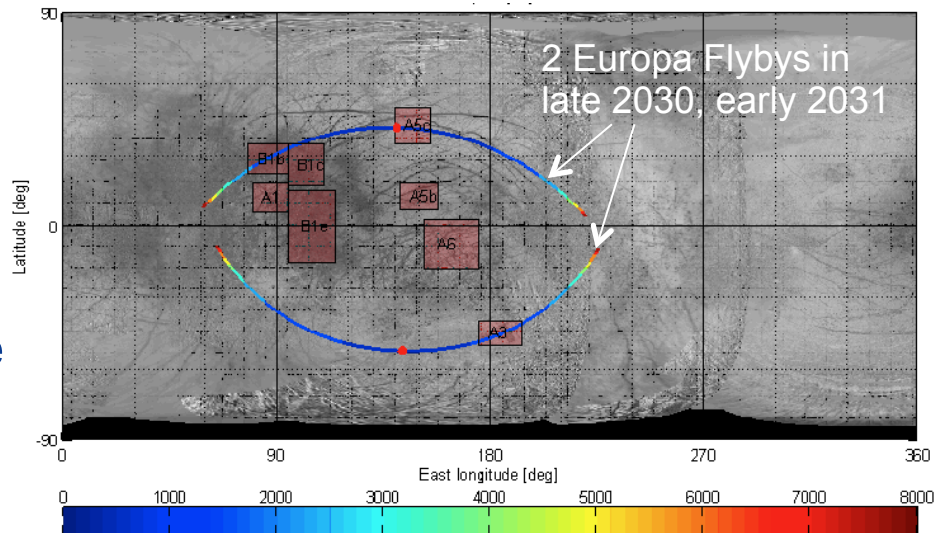 90
2 Europa Flybys in
late 2030, early 2031
A5c
B1b
B1c
A1
A5b
B1e
A6
A3
0
-90
Latitude [deg]
0 90 180 270 360
East longitude [deg]
0 1000 2000 3000 4000 5000 6000 7000 8000
e